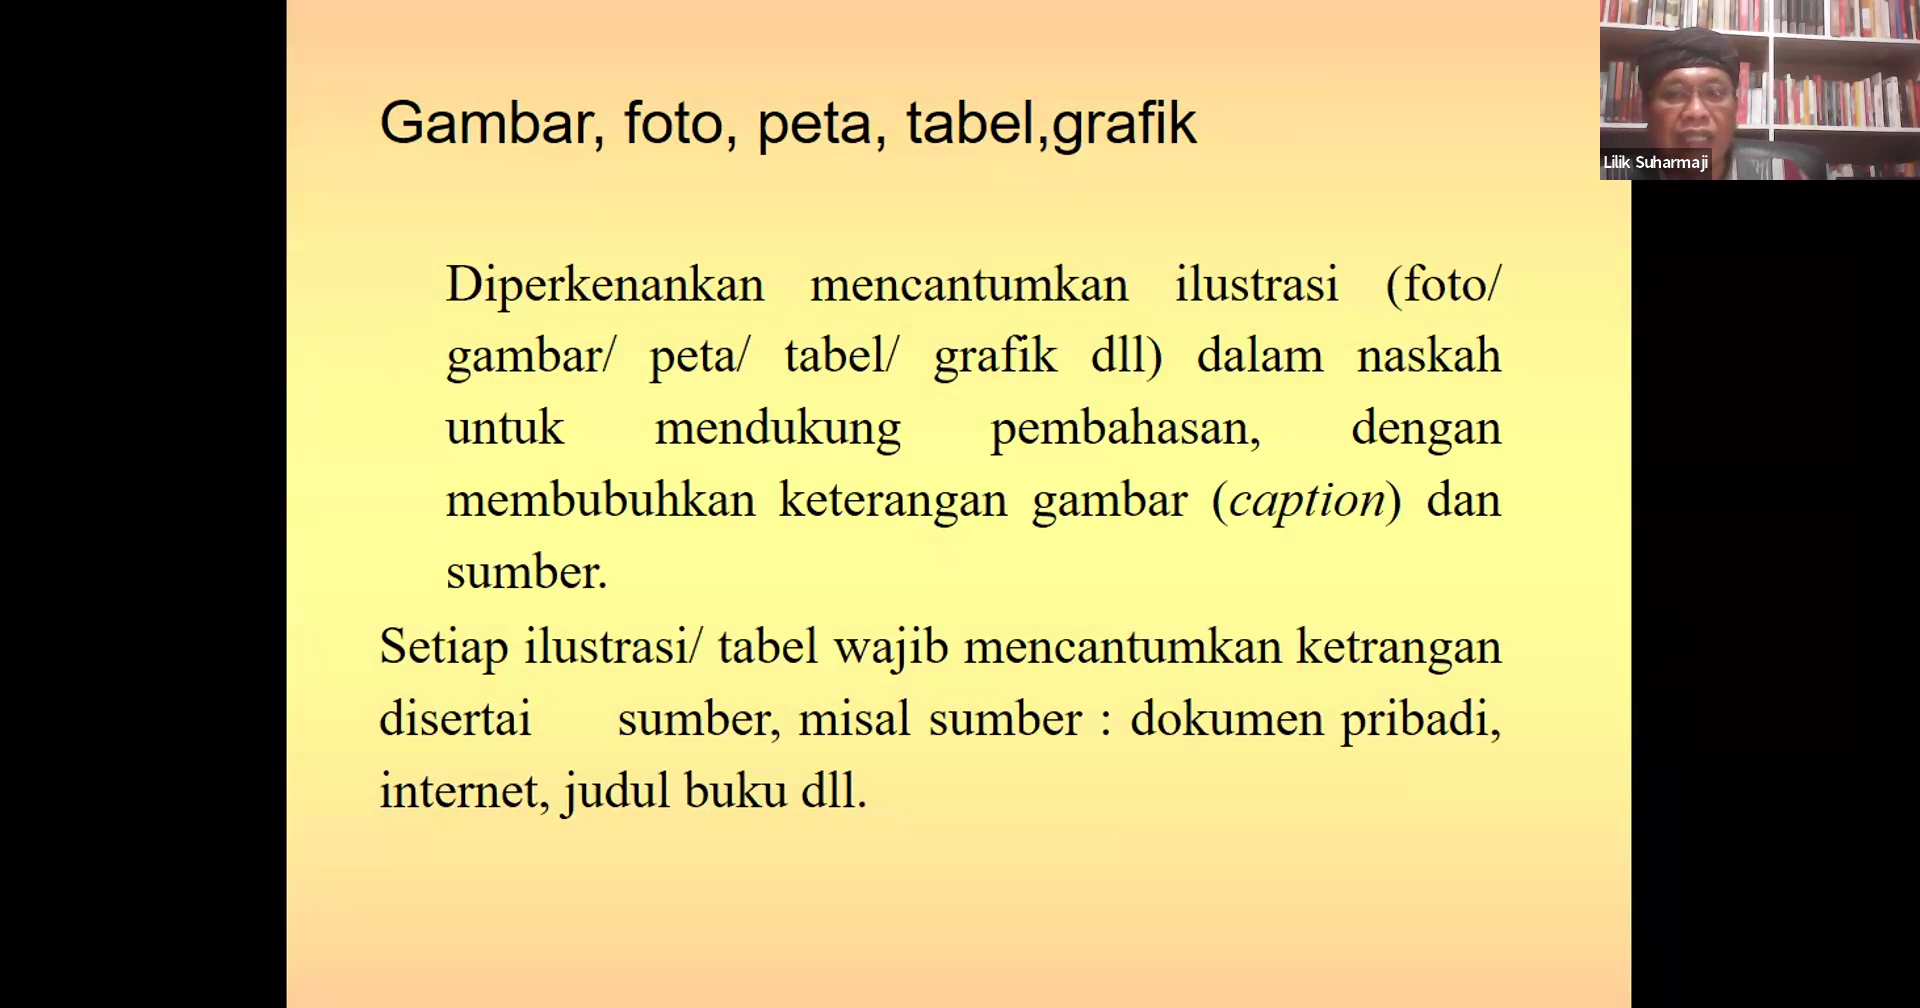 Gambar, foto, peta, tabel,grafik
Diperkenankan mencantumkan ilustrasi (foto/
gambar/ peta/ tabel/ grafik dll) dalam naskah
untuk mendukung pembahasan, dengan
membubuhkan keterangan gambar (caption) dan
sumber.
Setiap ilustrasi/ tabel wajib mencantumkan ketrangan
disertai sumber, misal sumber : dokumen pribadi,
internet, judul buku dll.
Lilik Suharmaji